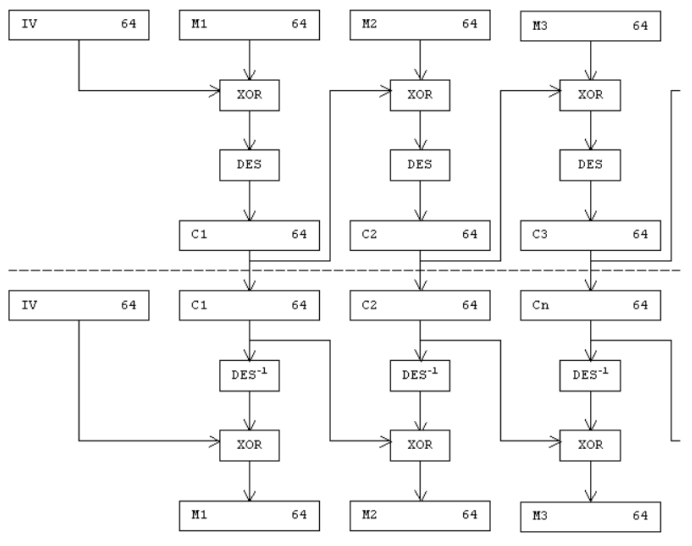 IV 64 M1 64 M2 64 M3 64
XOR XOR XOR
DES DES DES
C1 64 C2 64 C3 64
IV 64 C1 64 C2 64 Cn 64
DES⁻¹ DES⁻¹ DES⁻¹
XOR XOR XOR
M1 64 M2 64 M3 64